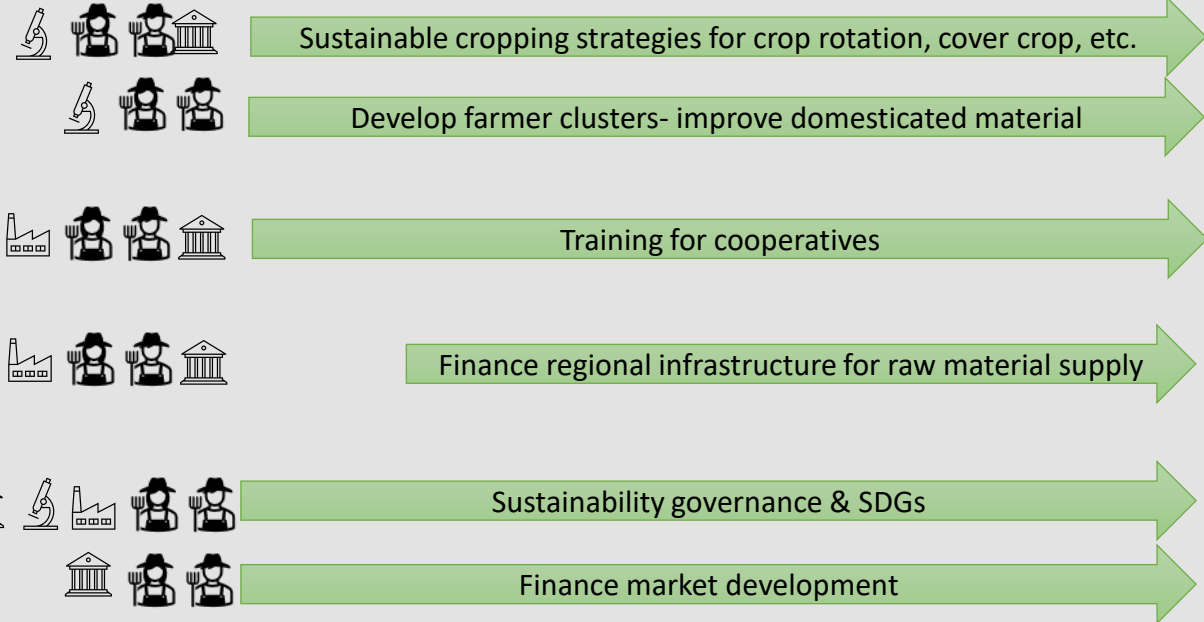 Sustainable cropping strategies for crop rotation, cover crop, etc.
Develop farmer clusters- improve domesticated material
Training for cooperatives
Finance regional infrastructure for raw material supply
Sustainability governance & SDGs
Finance market development